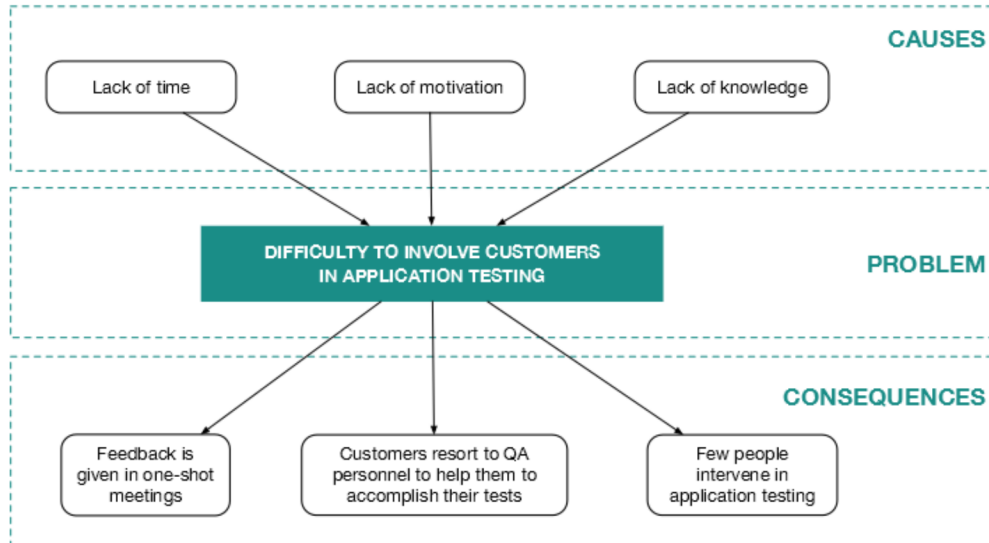 CAUSES
Lack of time
Lack of motivation
Lack of knowledge
DIFFICULTY TO INVOLVE CUSTOMERS
IN APPLICATION TESTING
PROBLEM
CONSEQUENCES
Feedback is
given in one-shot
meetings
Customers resort to QA
personnel to help them to
accomplish their tests
Few people
intervene in
application testing